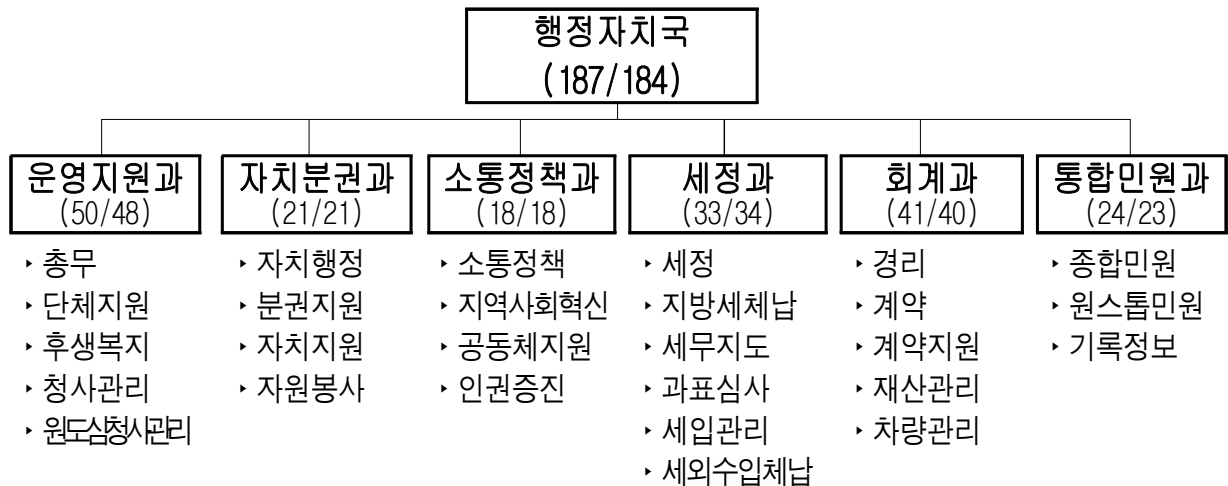 행정자치국
(187/184)
운영지원과
(50/48)
‣ 총무
‣ 단체지원
‣ 후생복지
‣ 청사관리
‣ 원도심청사관리
자치분권과
(21/21)
‣ 자치행정
‣ 분권지원
‣ 자치지원
‣ 자원봉사
소통정책과
(18/18)
‣ 소통정책
‣ 지역사회혁신
‣ 공동체지원
‣ 인권증진
세정과
(33/34)
‣ 세정
‣ 지방세체납
‣ 세무지도
‣ 과표심사
‣ 세입관리
‣ 세외수입체납
회계과
(41/40)
‣ 경리
‣ 계약
‣ 계약지원
‣ 재산관리
‣ 차량관리
통합민원과
(24/23)
‣ 종합민원
‣ 원스톱민원
‣ 기록정보